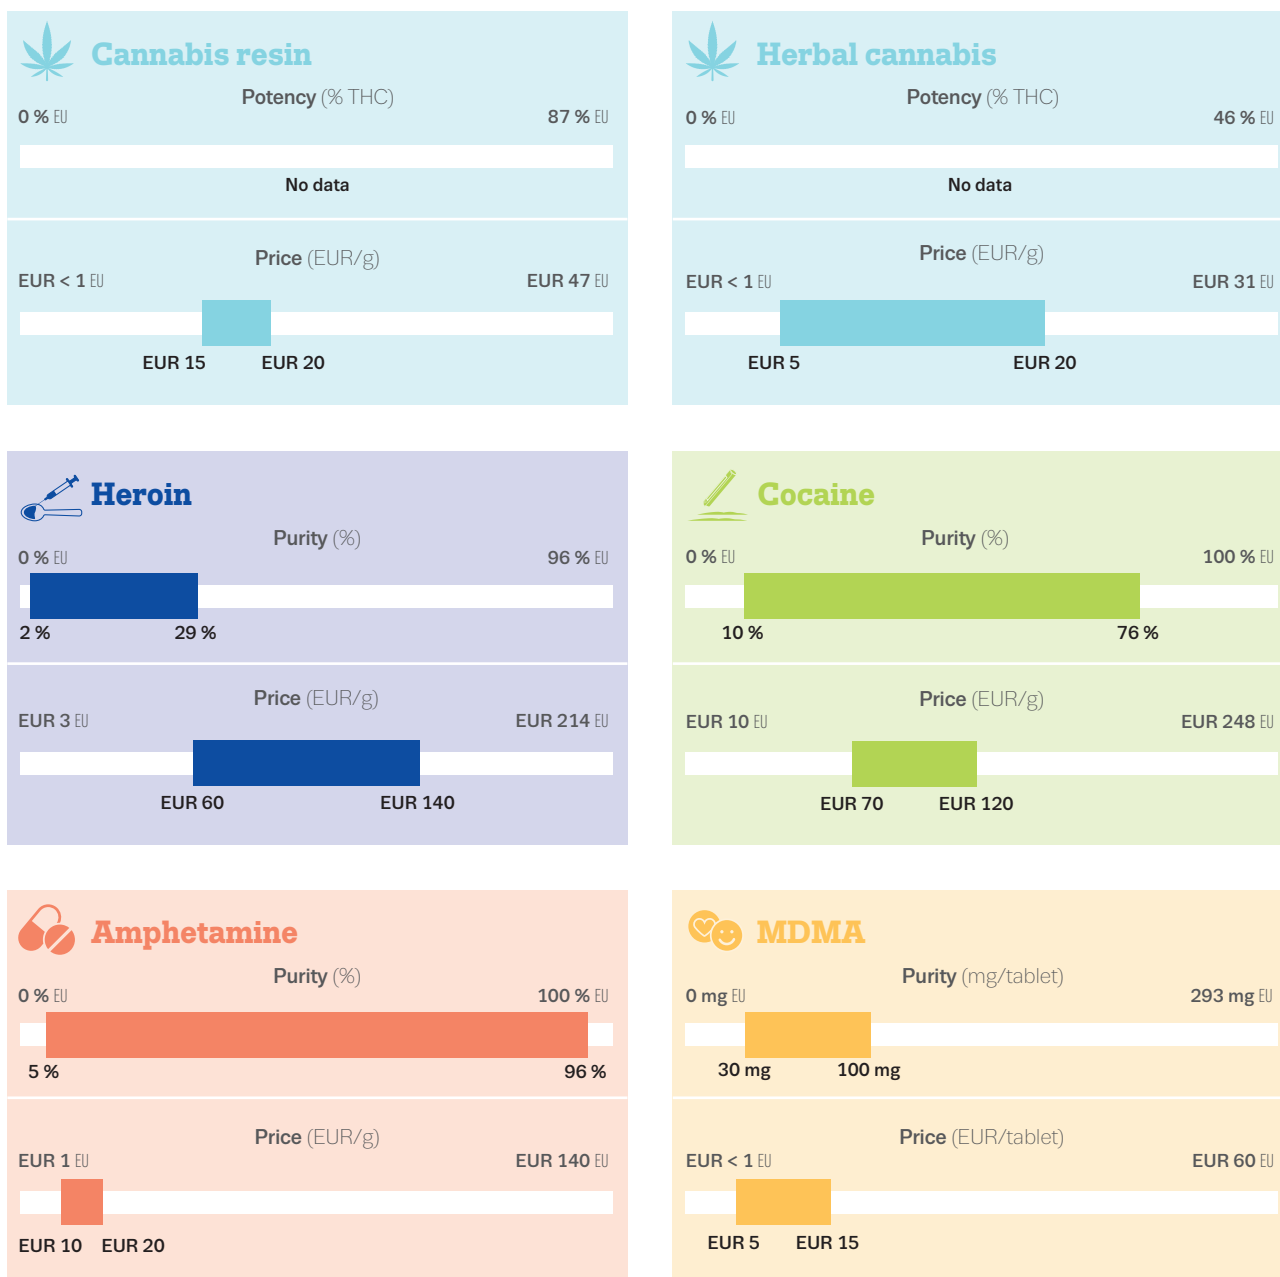 Cannabis resin
Potency (% THC)
0 % EU
87 % EU
No data
Price (EUR/g)
EUR < 1 EU
EUR 47 EU
EUR 15
EUR 20
Herbal cannabis
Potency (% THC)
0 % EU
46 % EU
No data
Price (EUR/g)
EUR < 1 EU
EUR 31 EU
EUR 5
EUR 20
Heroin
Purity (%)
0 % EU
96 % EU
2 %
29 %
Price (EUR/g)
EUR 3 EU
EUR 214 EU
EUR 60
EUR 140
Cocaine
Purity (%)
0 % EU
100 % EU
10 %
76 %
Price (EUR/g)
EUR 10 EU
EUR 248 EU
EUR 70
EUR 120
Amphetamine
Purity (%)
0 % EU
100 % EU
5 %
96 %
Price (EUR/g)
EUR 1 EU
EUR 140 EU
EUR 10
EUR 20
MDMA
Purity (mg/tablet)
0 mg EU
293 mg EU
30 mg
100 mg
Price (EUR/tablet)
EUR < 1 EU
EUR 60 EU
EUR 5
EUR 15